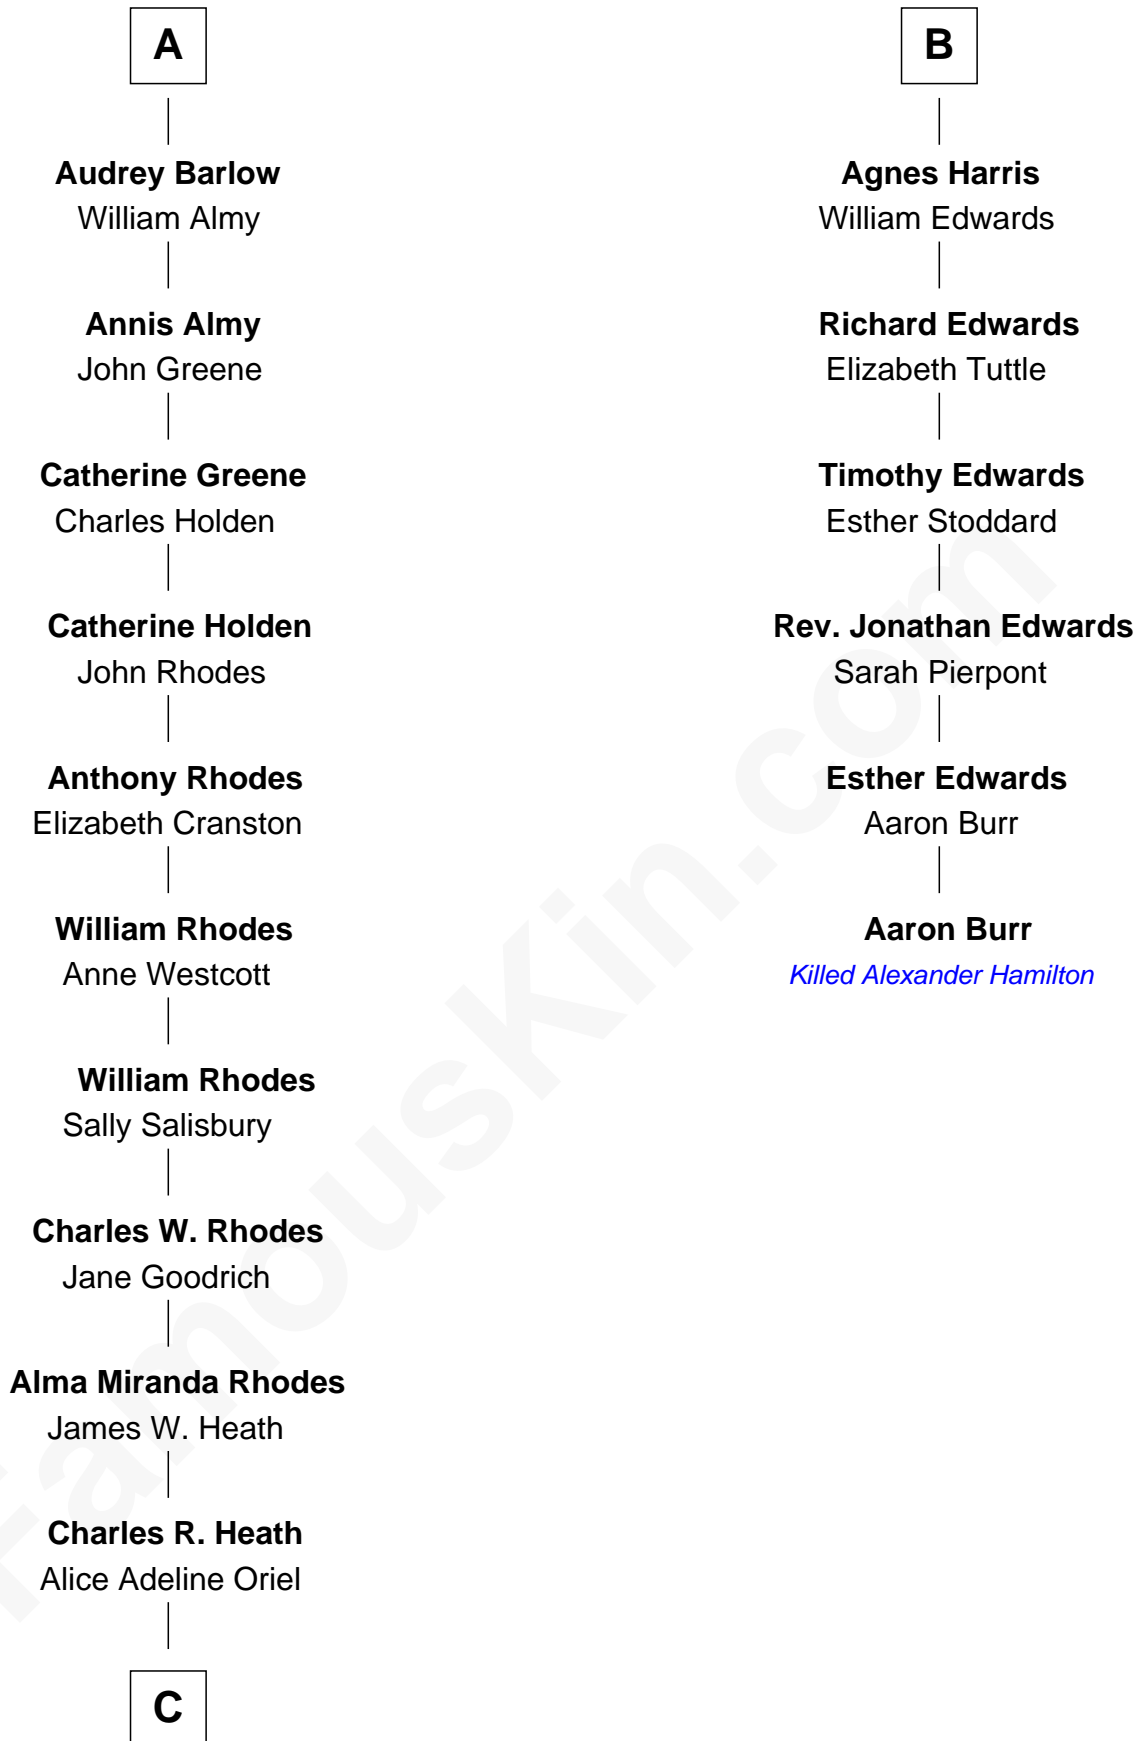 A
Audrey Barlow
William Almy
Annis Almy
John Greene
Catherine Greene
Charles Holden
Catherine Holden
John Rhodes
Anthony Rhodes
Elizabeth Cranston
William Rhodes
Anne Westcott
William Rhodes
Sally Salisbury
Charles W. Rhodes
Jane Goodrich
Alma Miranda Rhodes
James W. Heath
Charles R. Heath
Alice Adeline Oriel
C
B
Agnes Harris
William Edwards
Richard Edwards
Elizabeth Tuttle
Timothy Edwards
Esther Stoddard
Rev. Jonathan Edwards
Sarah Pierpont
Esther Edwards
Aaron Burr
Aaron Burr
Killed Alexander Hamilton
FamousKin.com